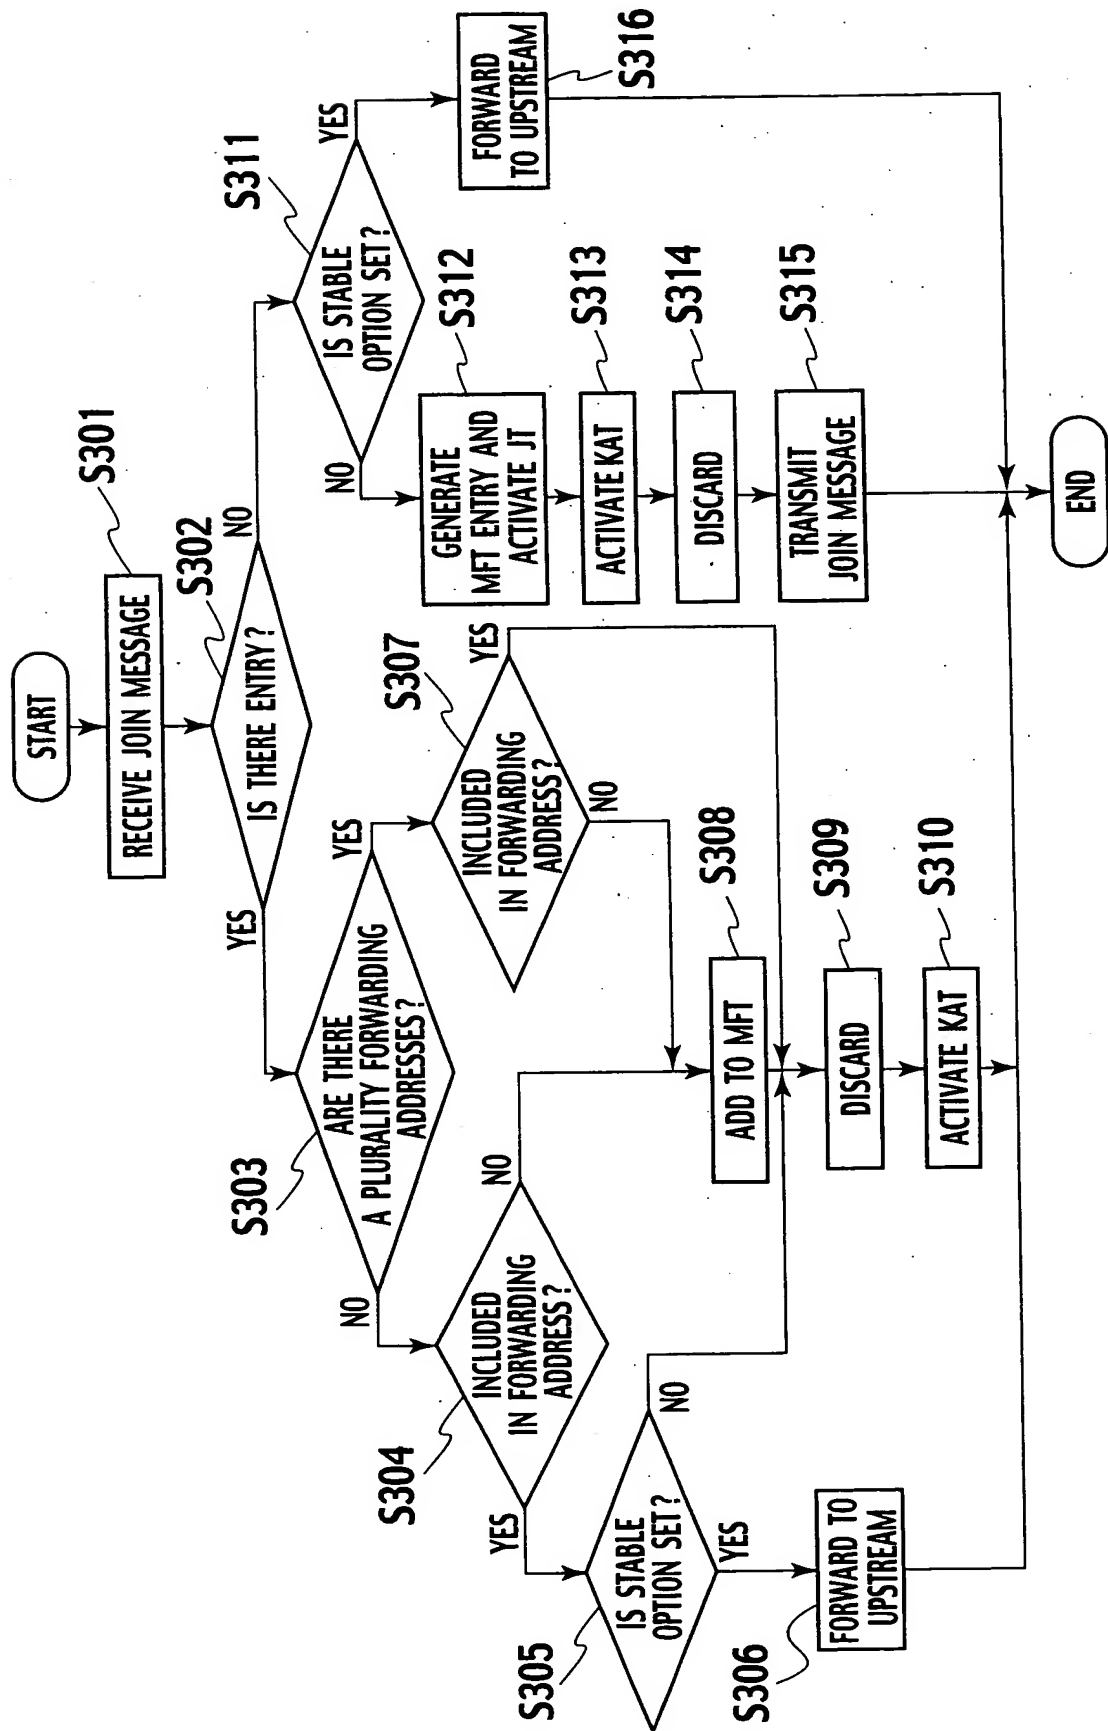 START
RECEIVE JOIN MESSAGE
S301
IS THERE ENTRY?
S302
YES
NO
ARE THERE
A PLURALITY FORWARDING
ADDRESSES?
S303
NO
YES
INCLUDED
IN FORWARDING
ADDRESS?
S304
YES
NO
IS STABLE
OPTION SET?
S305
NO
YES
FORWARD TO
UPSTREAM
S306
INCLUDED
IN FORWARDING
ADDRESS?
S307
YES
NO
ADD TO MFT
S308
DISCARD
S309
ACTIVATE KAT
S310
IS STABLE
OPTION SET?
S311
NO
YES
GENERATE
MFT ENTRY AND
ACTIVATE JT
S312
ACTIVATE KAT
S313
DISCARD
S314
TRANSMIT
JOIN MESSAGE
S315
FORWARD
TO UPSTREAM
S316
END